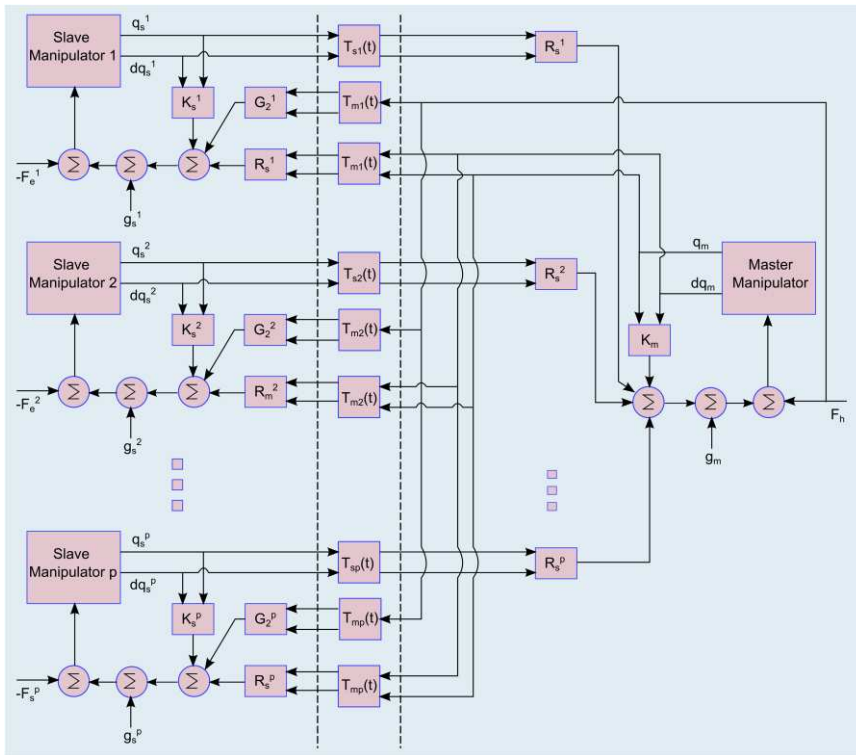 q_s^1
Slave Manipulator 1
dq_s^1
T_s1(t)
R_s^1
K_s^1
G_2^1
T_m1(t)
Σ
Σ
Σ
R_s^1
T_m1(t)
-F_e^1
g_s^1
q_s^2
Slave Manipulator 2
dq_s^2
T_s2(t)
R_s^2
q_m
Master Manipulator
dq_m
K_s^2
G_2^2
T_m2(t)
K_m
Σ
Σ
Σ
R_m^2
T_m2(t)
Σ
Σ
Σ
-F_e^2
g_s^2
F_h
g_m
q_s^p
Slave Manipulator p
dq_s^p
T_sp(t)
R_s^p
K_s^p
G_2^p
T_mp(t)
Σ
Σ
Σ
R_s^p
T_mp(t)
-F_s^p
g_s^p